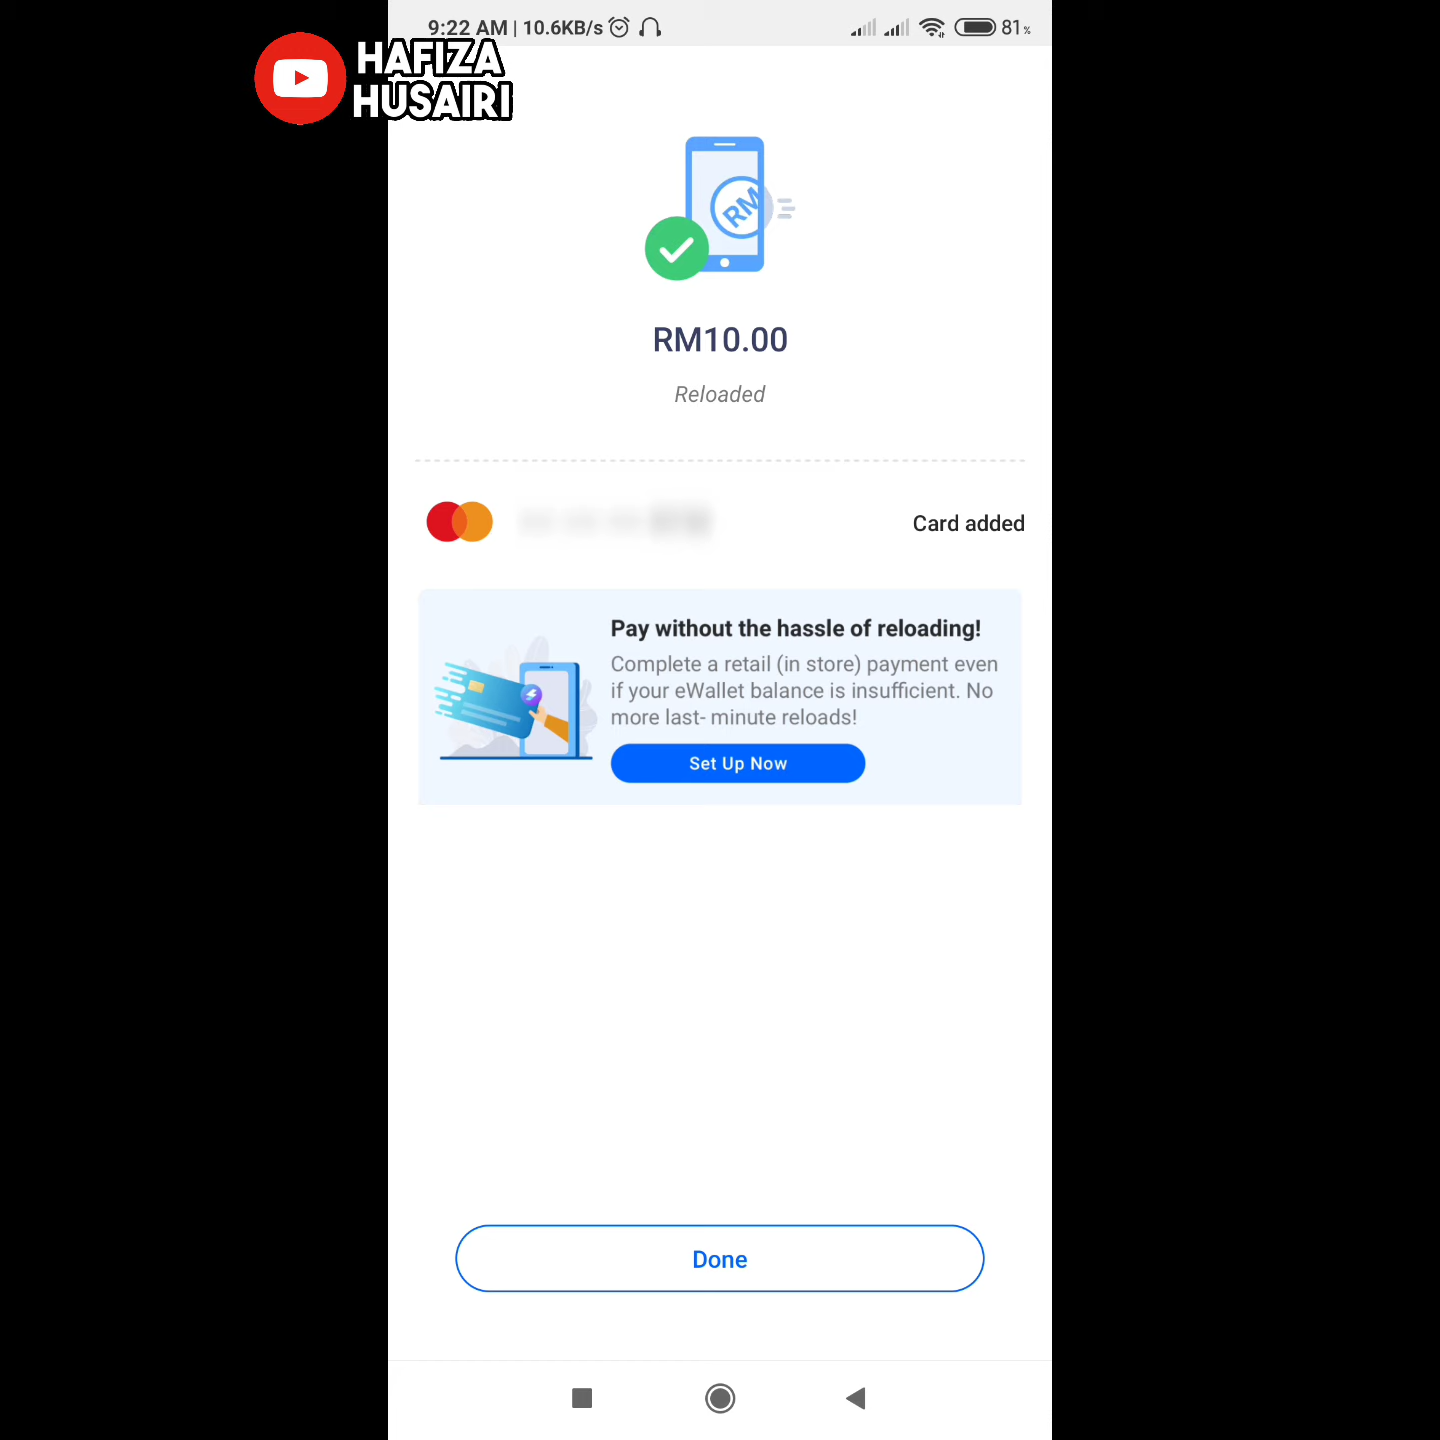 9:22 AM | 10.6KB/s
81%
HAFIZA
HUSAIRI
RM
RM10.00
Reloaded
Card added
Pay without the hassle of reloading!
Complete a retail (in store) payment even
if your eWallet balance is insufficient. No
more last- minute reloads!
Set Up Now
Done